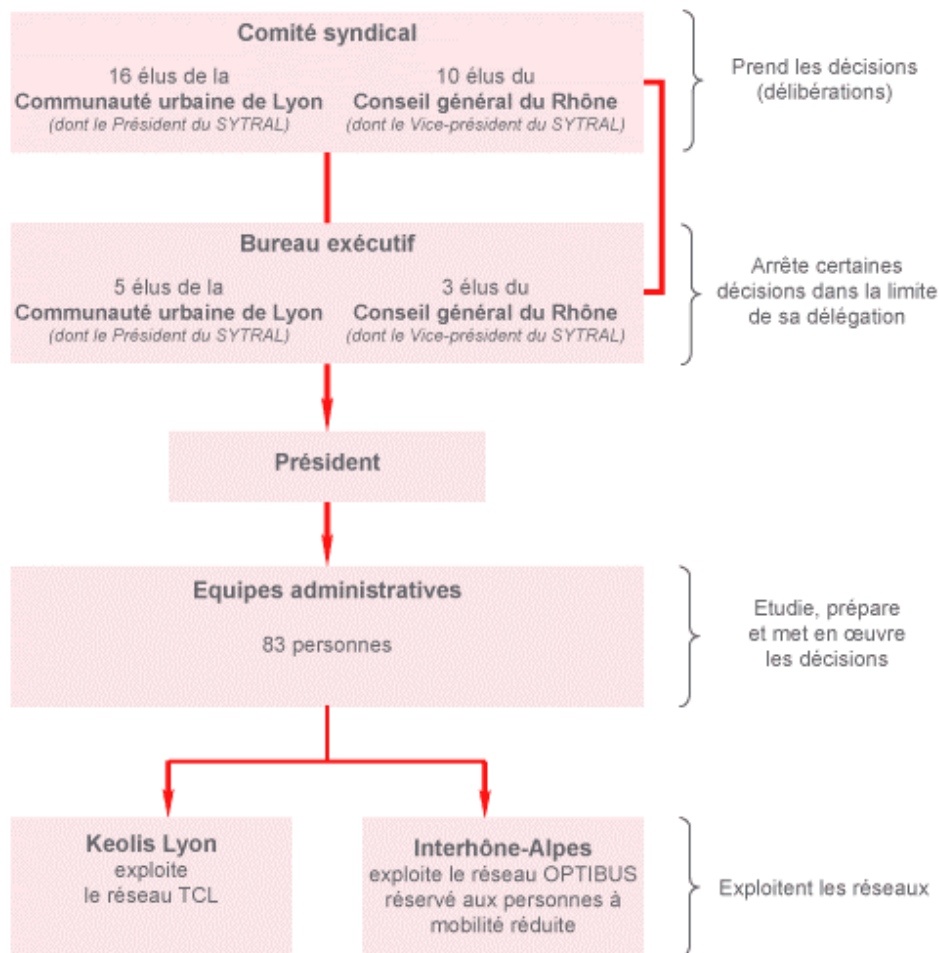 Comité syndical
16 élus de la
Communauté urbaine de Lyon
(dont le Président du SYTRAL)
10 élus du
Conseil général du Rhône
(dont le Vice-président du SYTRAL)
Prend les décisions
(délibérations)
Bureau exécutif
5 élus de la
Communauté urbaine de Lyon
(dont le Président du SYTRAL)
3 élus du
Conseil général du Rhône
(dont le Vice-président du SYTRAL)
Arrête certaines
décisions dans la limite
de sa délégation
Président
Equipes administratives
83 personnes
Etudie, prépare
et met en œuvre
les décisions
Keolis Lyon
exploite
le réseau TCL
Interhône-Alpes
exploite le réseau OPTIBUS
réservé aux personnes à
mobilité réduite
Exploitent les réseaux